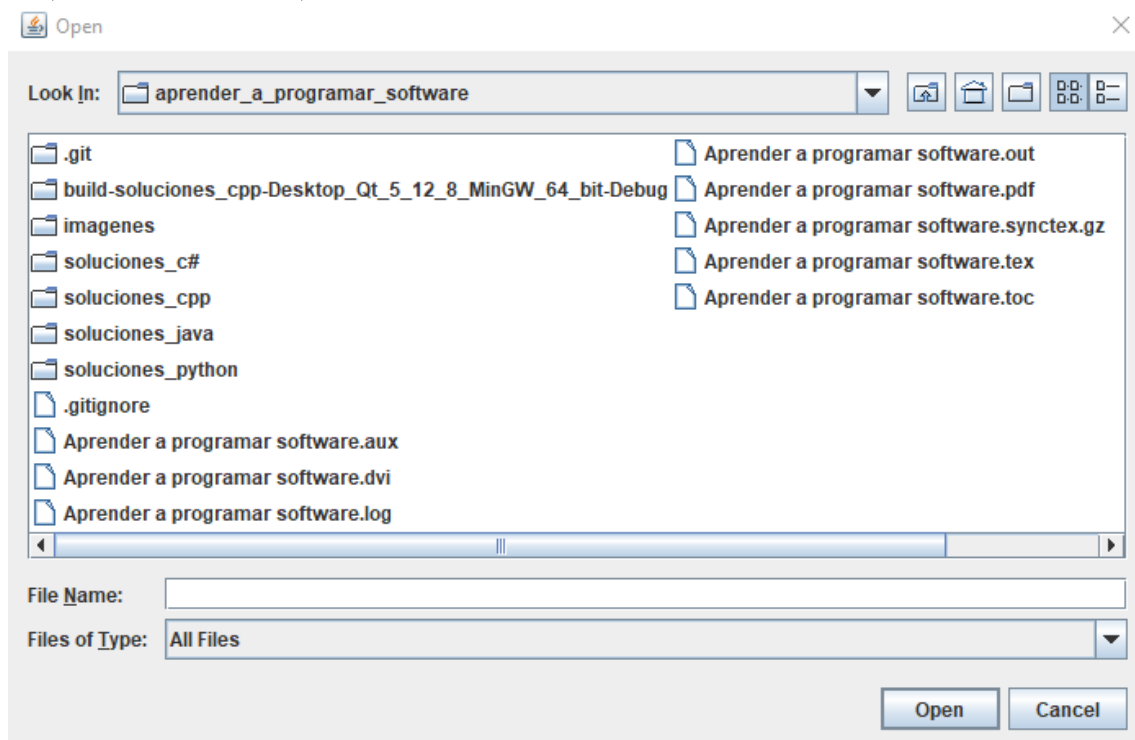 Open
Look In: aprender_a_programar_software
.git
build-soluciones_cpp-Desktop_Qt_5_12_8_MinGW_64_bit-Debug
imagenes
soluciones_c#
soluciones_cpp
soluciones_java
soluciones_python
.gitignore
Aprender a programar software.aux
Aprender a programar software.dvi
Aprender a programar software.log
Aprender a programar software.out
Aprender a programar software.pdf
Aprender a programar software.synctex.gz
Aprender a programar software.tex
Aprender a programar software.toc
File Name:
Files of Type: All Files
Open Cancel